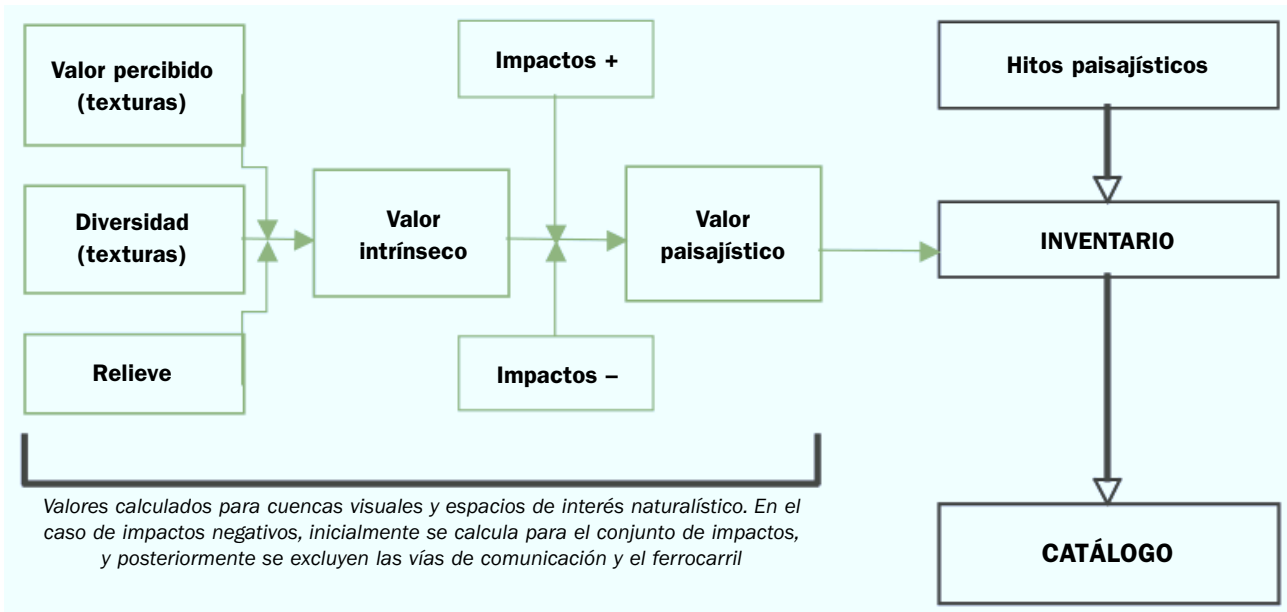 Valor percibido
(texturas)
Impactos +
Hitos paisajísticos
Diversidad
(texturas)
Valor
intrínseco
Valor
paisajístico
INVENTARIO
Relieve
Impactos –
Valores calculados para cuencas visuales y espacios de interés naturalístico. En el
caso de impactos negativos, inicialmente se calcula para el conjunto de impactos,
y posteriormente se excluyen las vías de comunicación y el ferrocarril
CATÁLOGO